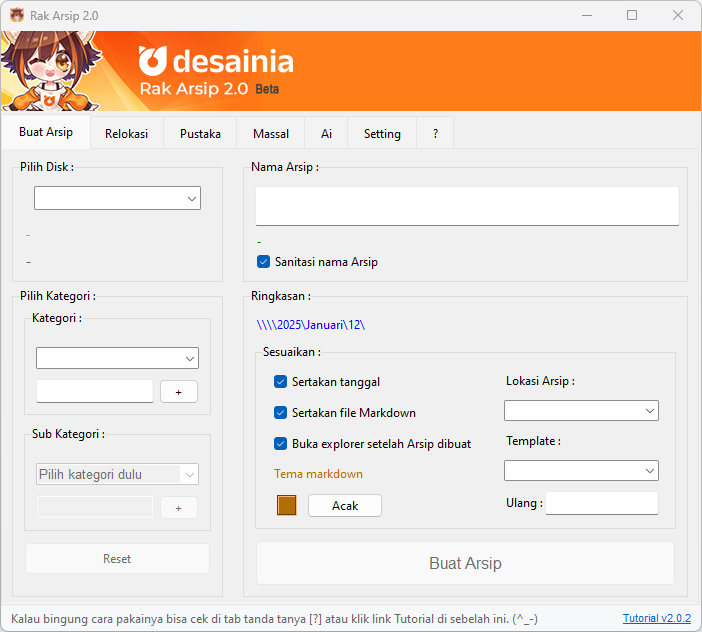 Rak Arsip 2.0
desainia
Rak Arsip 2.0 Beta
Buat Arsip
Relokasi
Pustaka
Massal
Ai
Setting
?
Pilih Disk :
-
-
Nama Arsip :
-
Sanitasi nama Arsip
Pilih Kategori :
Kategori :
+
Sub Kategori :
Pilih kategori dulu
+
Reset
Ringkasan :
\\\\2025\Januari\12\
Sesuaikan :
Sertakan tanggal
Sertakan file Markdown
Buka explorer setelah Arsip dibuat
Tema markdown
Acak
Lokasi Arsip :
Template :
Ulang :
Buat Arsip
Kalau bingung cara pakainya bisa cek di tab tanda tanya [?] atau klik link Tutorial di sebelah ini. (^_-)
Tutorial v2.0.2